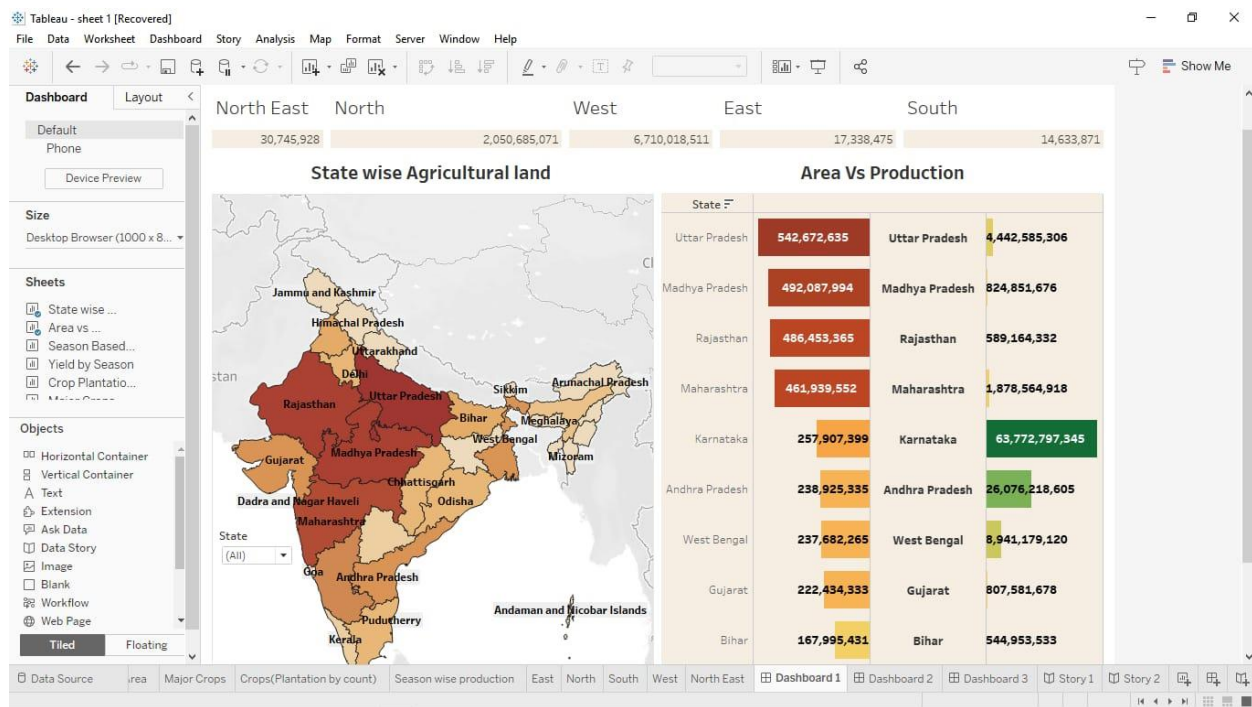 Tableau - sheet 1 [Recovered]
File Data Worksheet Dashboard Story Analysis Map Format Server Window Help
Show Me
Dashboard Layout
Default
Phone
Device Preview
Size
Desktop Browser (1000 x 8...
Sheets
State wise ...
Area vs ...
Season Based...
Yield by Season
Crop Plantatio...
Objects
Horizontal Container
Vertical Container
Text
Extension
Ask Data
Data Story
Image
Blank
Workflow
Web Page
Tiled Floating
North East North West East South
30,745,928 2,050,685,071 6,710,018,511 17,338,475 14,633,871
State wise Agricultural land
Jammu and Kashmir
Himachal Pradesh
Uttarakhand
stan
Delhi
Sikkim
Arunachal Pradesh
Rajasthan
Uttar Pradesh
Bihar
Meghalaya
West Bengal
Gujarat
Madhya Pradesh
Mizoram
Chhattisgarh
Dadra and Nagar Haveli
Odisha
Maharashtra
State
(All)
Goa
Andhra Pradesh
Andaman and Nicobar Islands
Puducherry
Kerala
Area Vs Production
State
Uttar Pradesh 542,672,635 Uttar Pradesh 4,442,585,306
Madhya Pradesh 492,087,994 Madhya Pradesh 824,851,676
Rajasthan 486,453,365 Rajasthan 589,164,332
Maharashtra 461,939,552 Maharashtra 1,878,564,918
Karnataka 257,907,399 Karnataka 63,772,797,345
Andhra Pradesh 238,925,335 Andhra Pradesh 26,076,218,605
West Bengal 237,682,265 West Bengal 8,941,179,120
Gujarat 222,434,333 Gujarat 807,581,678
Bihar 167,995,431 Bihar 544,953,533
Data Source rea Major Crops Crops(Plantation by count) Season wise production East North South West North East Dashboard 1 Dashboard 2 Dashboard 3 Story 1 Story 2